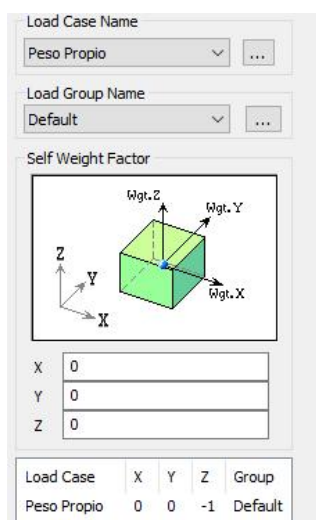 Load Case Name
Peso Propio ...
Load Group Name
Default ...
Self Weight Factor
Wgt.Z
Wgt.Y
Z
Y
Wgt.X
X
X 0
Y 0
Z 0
Load Case X Y Z Group
Peso Propio 0 0 -1 Default